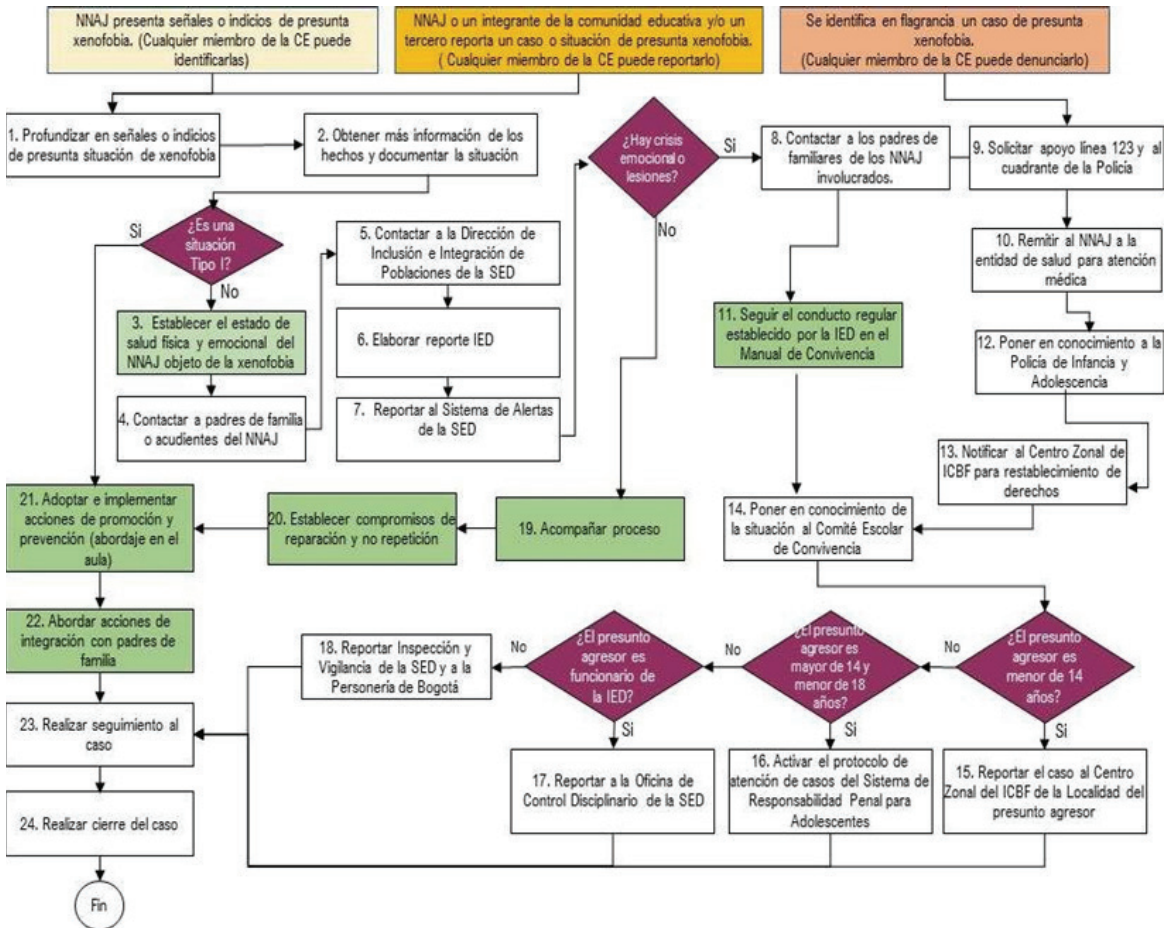 NNAJ presenta señales o indicios de presunta
xenofobia. (Cualquier miembro de la CE puede
identificarlas)
NNAJ o un integrante de la comunidad educativa y/o un
tercero reporta un caso o situación de presunta xenofobia.
( Cualquier miembro de la CE puede reportarlo)
Se identifica en flagrancia un caso de presunta
xenofobia.
(Cualquier miembro de la CE puede denunciarlo)
1. Profundizar en señales o indicios
de presunta situación de xenofobia
2. Obtener más información de los
hechos y documentar la situación
¿Hay crisis
emocional o
lesiones?
Si
No
8. Contactar a los padres de
familiares de los NNAJ
involucrados.
9. Solicitar apoyo línea 123 y al
cuadrante de la Policía
¿Es una
situación
Tipo I?
Si
No
5. Contactar a la Dirección de
Inclusión e Integración de
Poblaciones de la SED
10. Remitir al NNAJ a la
entidad de salud para atención
médica
3. Establecer el estado de
salud física y emocional del
NNAJ objeto de la xenofobia
6. Elaborar reporte IED
11. Seguir el conducto regular
establecido por la IED en el
Manual de Convivencia
12. Poner en conocimiento a la
Policía de Infancia y
Adolescencia
4. Contactar a padres de familia
o acudientes del NNAJ
7. Reportar al Sistema de Alertas
de la SED
13. Notificar al Centro Zonal de
ICBF para restablecimiento de
derechos
21. Adoptar e implementar
acciones de promoción y
prevención (abordaje en el
aula)
20. Establecer compromisos de
reparación y no repetición
19. Acompañar proceso
14. Poner en conocimiento de
la situación al Comité Escolar
de Convivencia
22. Abordar acciones de
integración con padres de
familia
18. Reportar Inspección y
Vigilancia de la SED y a la
Personería de Bogotá
No
¿El presunto
agresor es
funcionario de
la IED?
Si
No
¿El presunto
agresor es
mayor de 14 y
menor de 18
años?
Si
No
¿El presunto
agresor es
menor de 14
años?
Si
23. Realizar seguimiento al
caso
17. Reportar a la Oficina de
Control Disciplinario de la SED
16. Activar el protocolo de
atención de casos del Sistema de
Responsabilidad Penal para
Adolescentes
15. Reportar el caso al Centro
Zonal del ICBF de la Localidad del
presunto agresor
24. Realizar cierre del caso
Fin